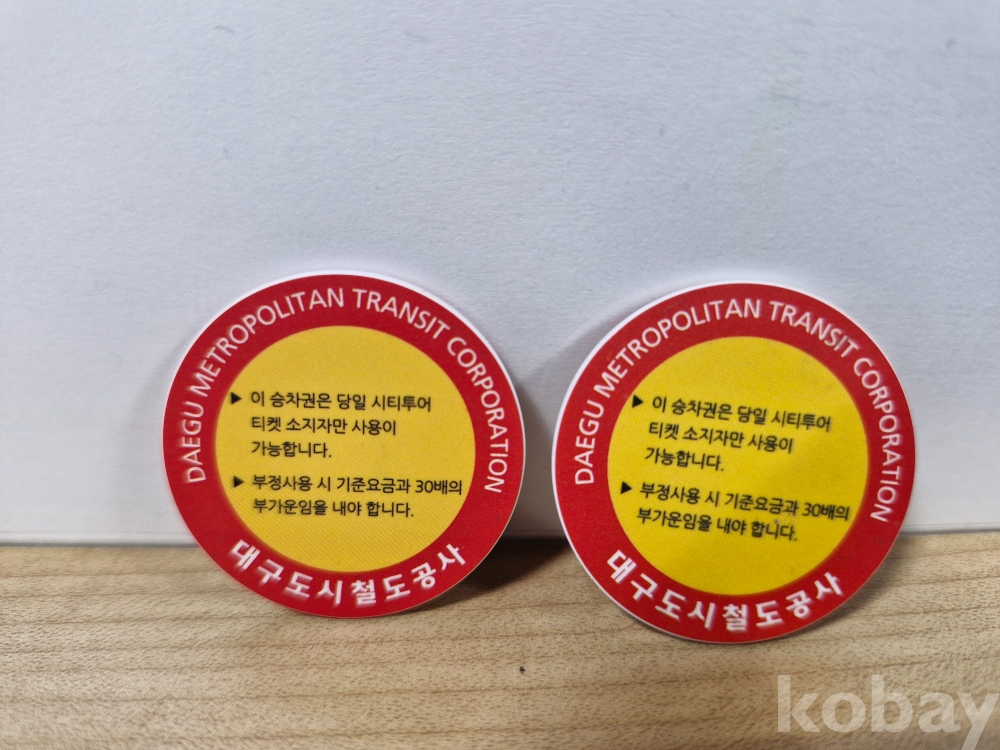 DAEGU METROPOLITAN TRANSIT CORPORATION
▶ 이 승차권은 당일 시티투어
티켓 소지자만 사용이
가능합니다.
▶ 부정사용 시 기준요금과 30배의
부가운임을 내야 합니다.
대구도시철도공사
DAEGU METROPOLITAN TRANSIT CORPORATION
▶ 이 승차권은 당일 시티투어
티켓 소지자만 사용이
가능합니다.
▶ 부정사용 시 기준요금과 30배의
부가운임을 내야 합니다.
대구도시철도공사
kobay